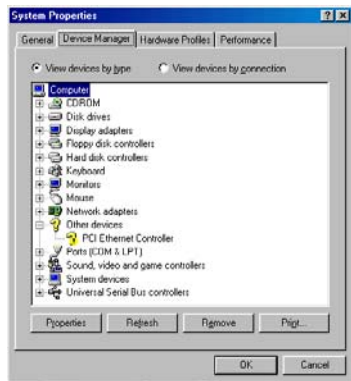 System Properties
General Device Manager Hardware Profiles Performance
View devices by type View devices by connection
Computer
CDROM
Disk drives
Display adapters
Floppy disk controllers
Hard disk controllers
Keyboard
Monitors
Mouse
Network adapters
Other devices
PCI Ethernet Controller
Ports (COM & LPT)
Sound, video and game controllers
System devices
Universal Serial Bus controllers
Properties Refresh Remove Print...
OK Cancel